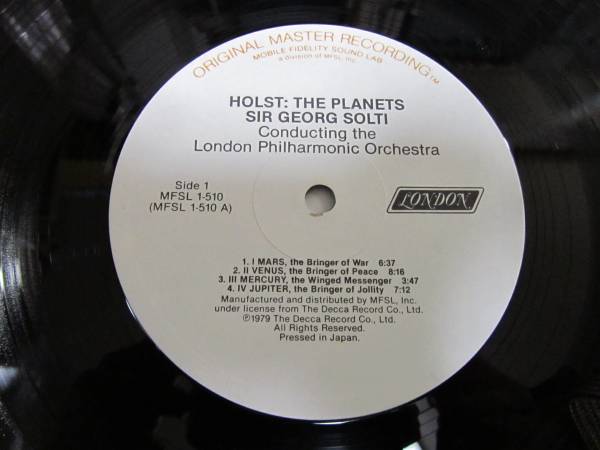 ORIGINAL MASTER RECORDING™
MOBILE FIDELITY SOUND LAB
a division of MFSL, Inc.
HOLST: THE PLANETS
SIR GEORG SOLTI
Conducting the
London Philharmonic Orchestra
Side 1
MFSL 1-510
(MFSL 1-510 A)
LONDON
1. I MARS, the Bringer of War 6:37
2. II VENUS, the Bringer of Peace 8:16
3. III MERCURY, the Winged Messenger 3:47
4. IV JUPITER, the Bringer of Jollity 7:12
Manufactured and distributed by MFSL, Inc.
under license from The Decca Record Co., Ltd.
℗1979 The Decca Record Co., Ltd.
All Rights Reserved.
Pressed in Japan.